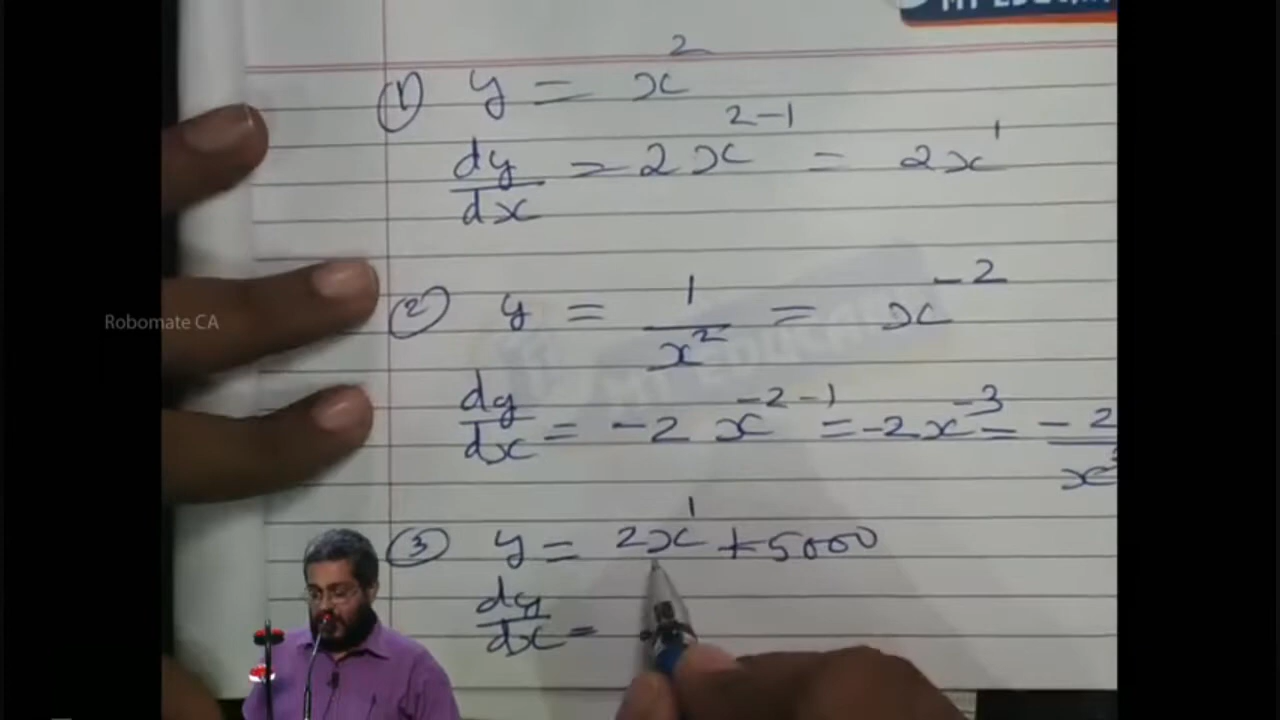 ① y = x²
dy/dx = 2x²⁻¹ = 2x¹
② y = 1/x² = x⁻²
dy/dx = -2x⁻²⁻¹ = -2x⁻³ = -2/x³
③ y = 2x¹ + 5000
dy/dx =
Robomate CA